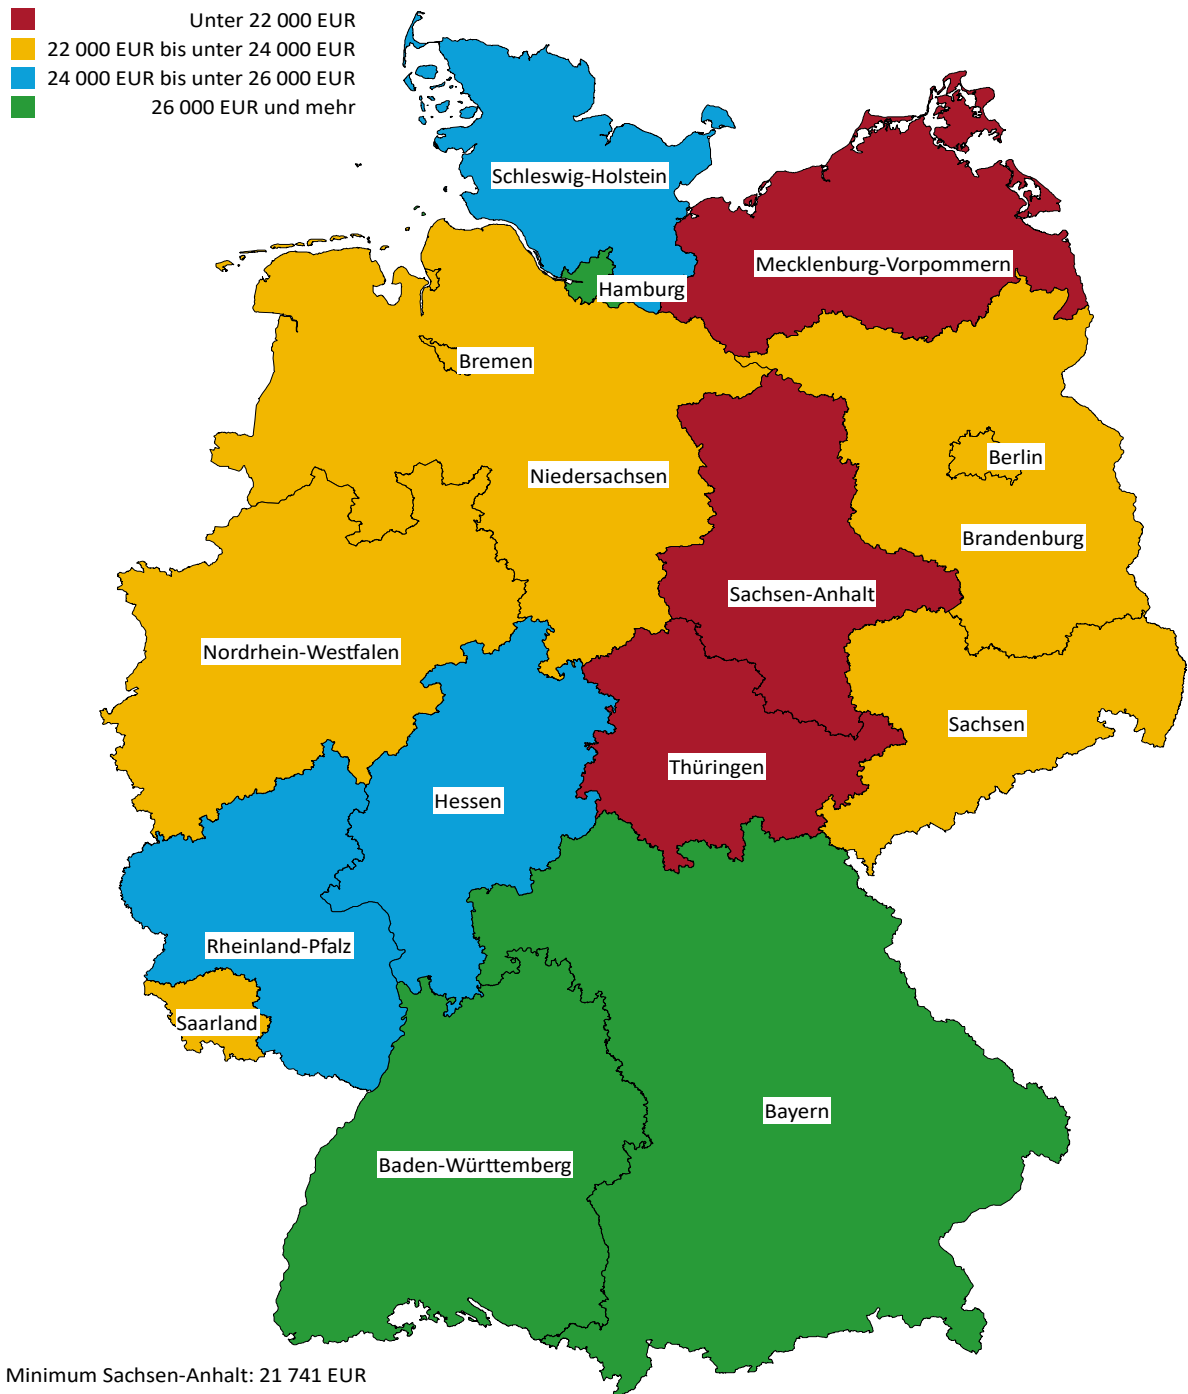 Unter 22 000 EUR
22 000 EUR bis unter 24 000 EUR
24 000 EUR bis unter 26 000 EUR
26 000 EUR und mehr
Schleswig-Holstein
Mecklenburg-Vorpommern
Hamburg
Bremen
Berlin
Niedersachsen
Brandenburg
Sachsen-Anhalt
Nordrhein-Westfalen
Sachsen
Thüringen
Hessen
Rheinland-Pfalz
Saarland
Bayern
Baden-Württemberg
Minimum Sachsen-Anhalt: 21 741 EUR